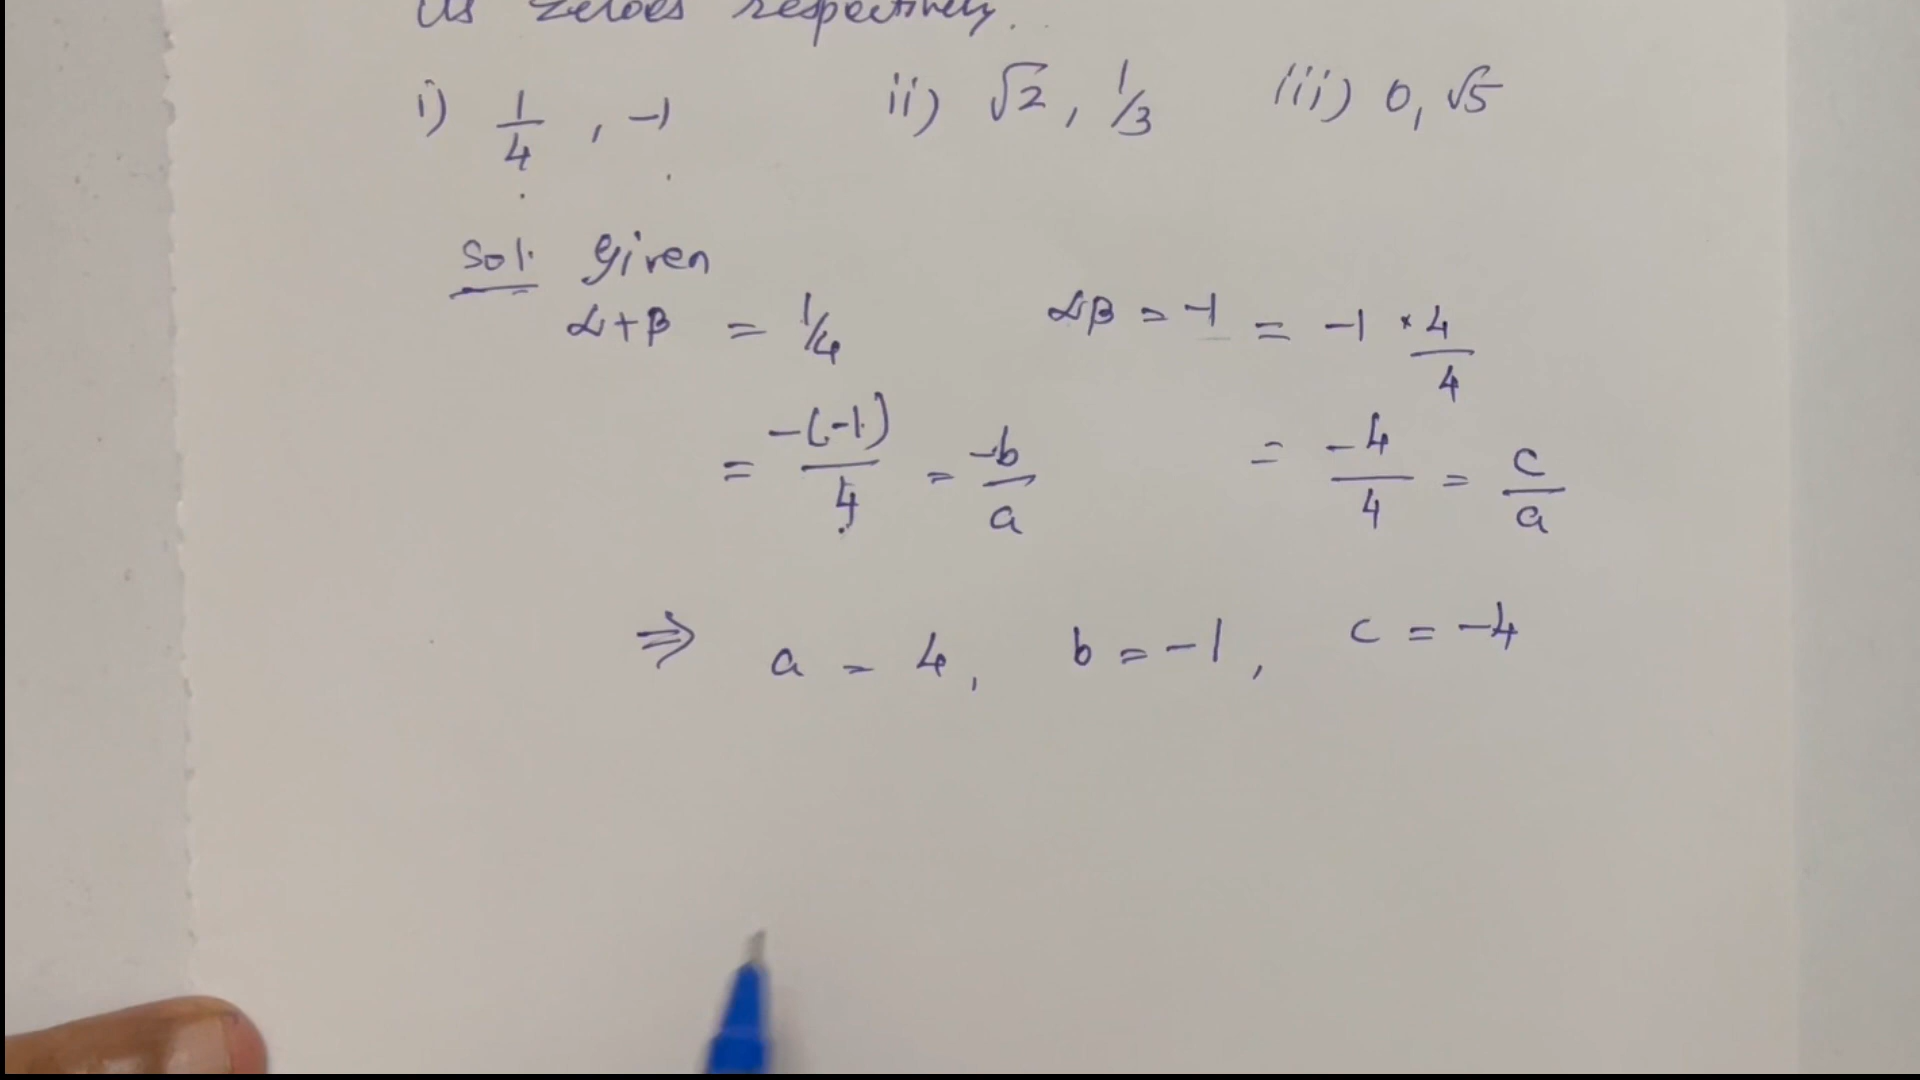 its zeroes respectively.
i) 1/4 , -1 ii) √2, 1/3 (iii) 0, √5
Sol. Given
α+β = 1/4 αβ = -1 = -1 × 4/4
= -(-1)/4 = -b/a = -4/4 = c/a
⇒ a = 4, b = -1, c = -4